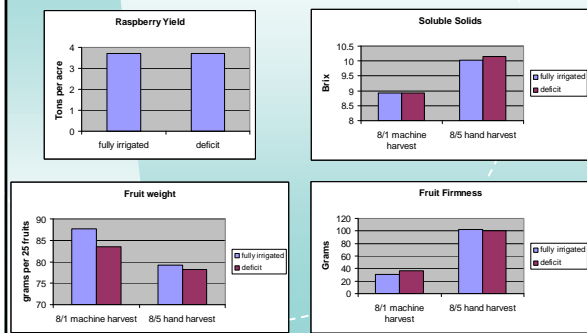 Raspberry Yield
Tons per acre
4
3
2
1
0
fully irrigated
deficit
Soluble Solids
Brix
10.5
10
9.5
9
8.5
8
8/1 machine
harvest
8/5 hand harvest
fully irrigated
deficit
Fruit weight
grams per 25 fruits
90
85
80
75
70
8/1 machine harvest
8/5 hand harvest
fully irrigated
deficit
Fruit Firmness
Grams
120
100
80
60
40
20
0
8/1 machine
harvest
8/5 hand harvest
fully irrigated
deficit